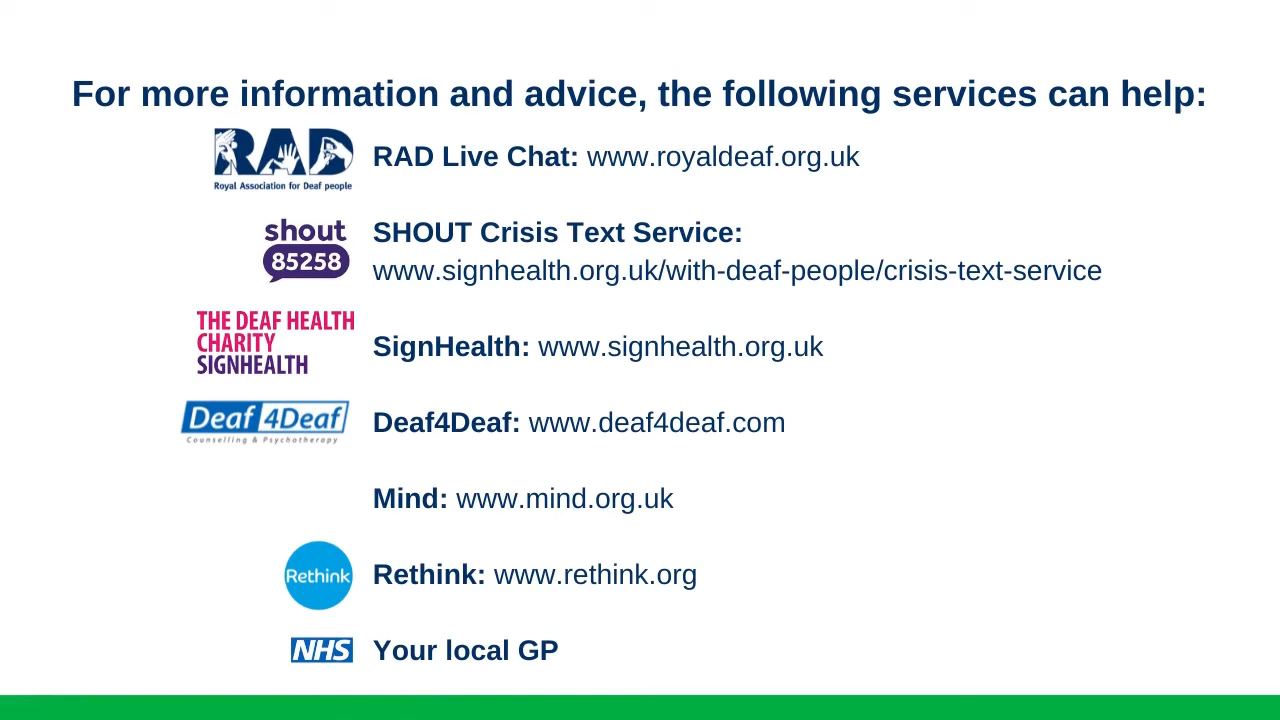 For more information and advice, the following services can help:
RAD
Royal Association for Deaf people
RAD Live Chat: www.royaldeaf.org.uk
shout
85258
SHOUT Crisis Text Service:
www.signhealth.org.uk/with-deaf-people/crisis-text-service
THE DEAF HEALTH
CHARITY
SIGNHEALTH
SignHealth: www.signhealth.org.uk
Deaf4Deaf
Counselling & Psychotherapy
Deaf4Deaf: www.deaf4deaf.com
Mind: www.mind.org.uk
Rethink
Rethink: www.rethink.org
NHS
Your local GP